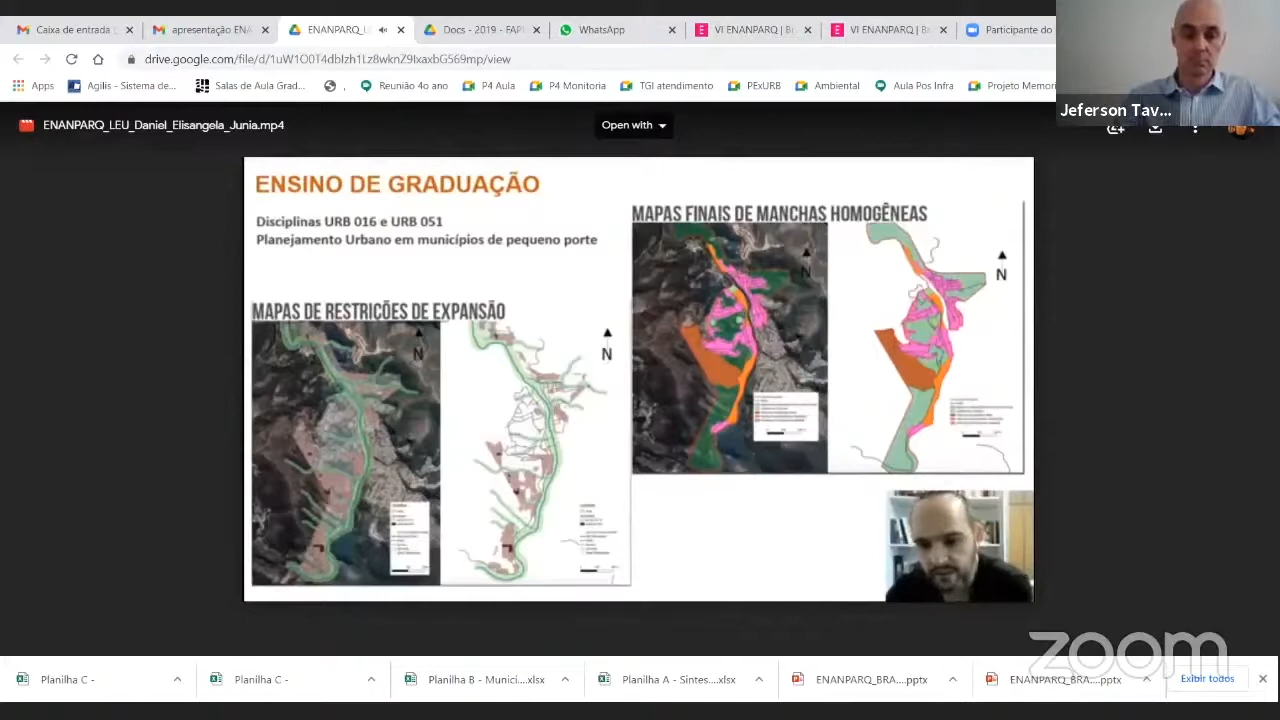 Caixa de entrada
apresentação ENA
ENANPARQ_LE
Docs - 2019 - FAP
WhatsApp
VI ENANPARQ | B
VI ENANPARQ | B
Participante do
drive.google.com/file/d/1uW1O0T4dbIzh1Lz8wknZ9IxaxbG569mp/view
Apps
Agilis - Sistema de...
Salas de Aula Grad...
Reunião 4o ano
P4 Aula
P4 Monitoria
TGI atendimento
PExURB
Ambiental
Aula Pos Infra
Projeto Memori
Jeferson Tav...
ENANPARQ_LEU_Daniel_Elisangela_Junia.mp4
Open with
ENSINO DE GRADUAÇÃO
Disciplinas URB 016 e URB 051
Planejamento Urbano em municípios de pequeno porte
MAPAS FINAIS DE MANCHAS HOMOGÊNEAS
N
N
MAPAS DE RESTRIÇÕES DE EXPANSÃO
N
N
zoom
Planilha C -
Planilha C -
Planilha B - Munici....xlsx
Planilha A - Sintes....xlsx
ENANPARQ_BRA....pptx
ENANPARQ_BRA....pptx
Exibir todos